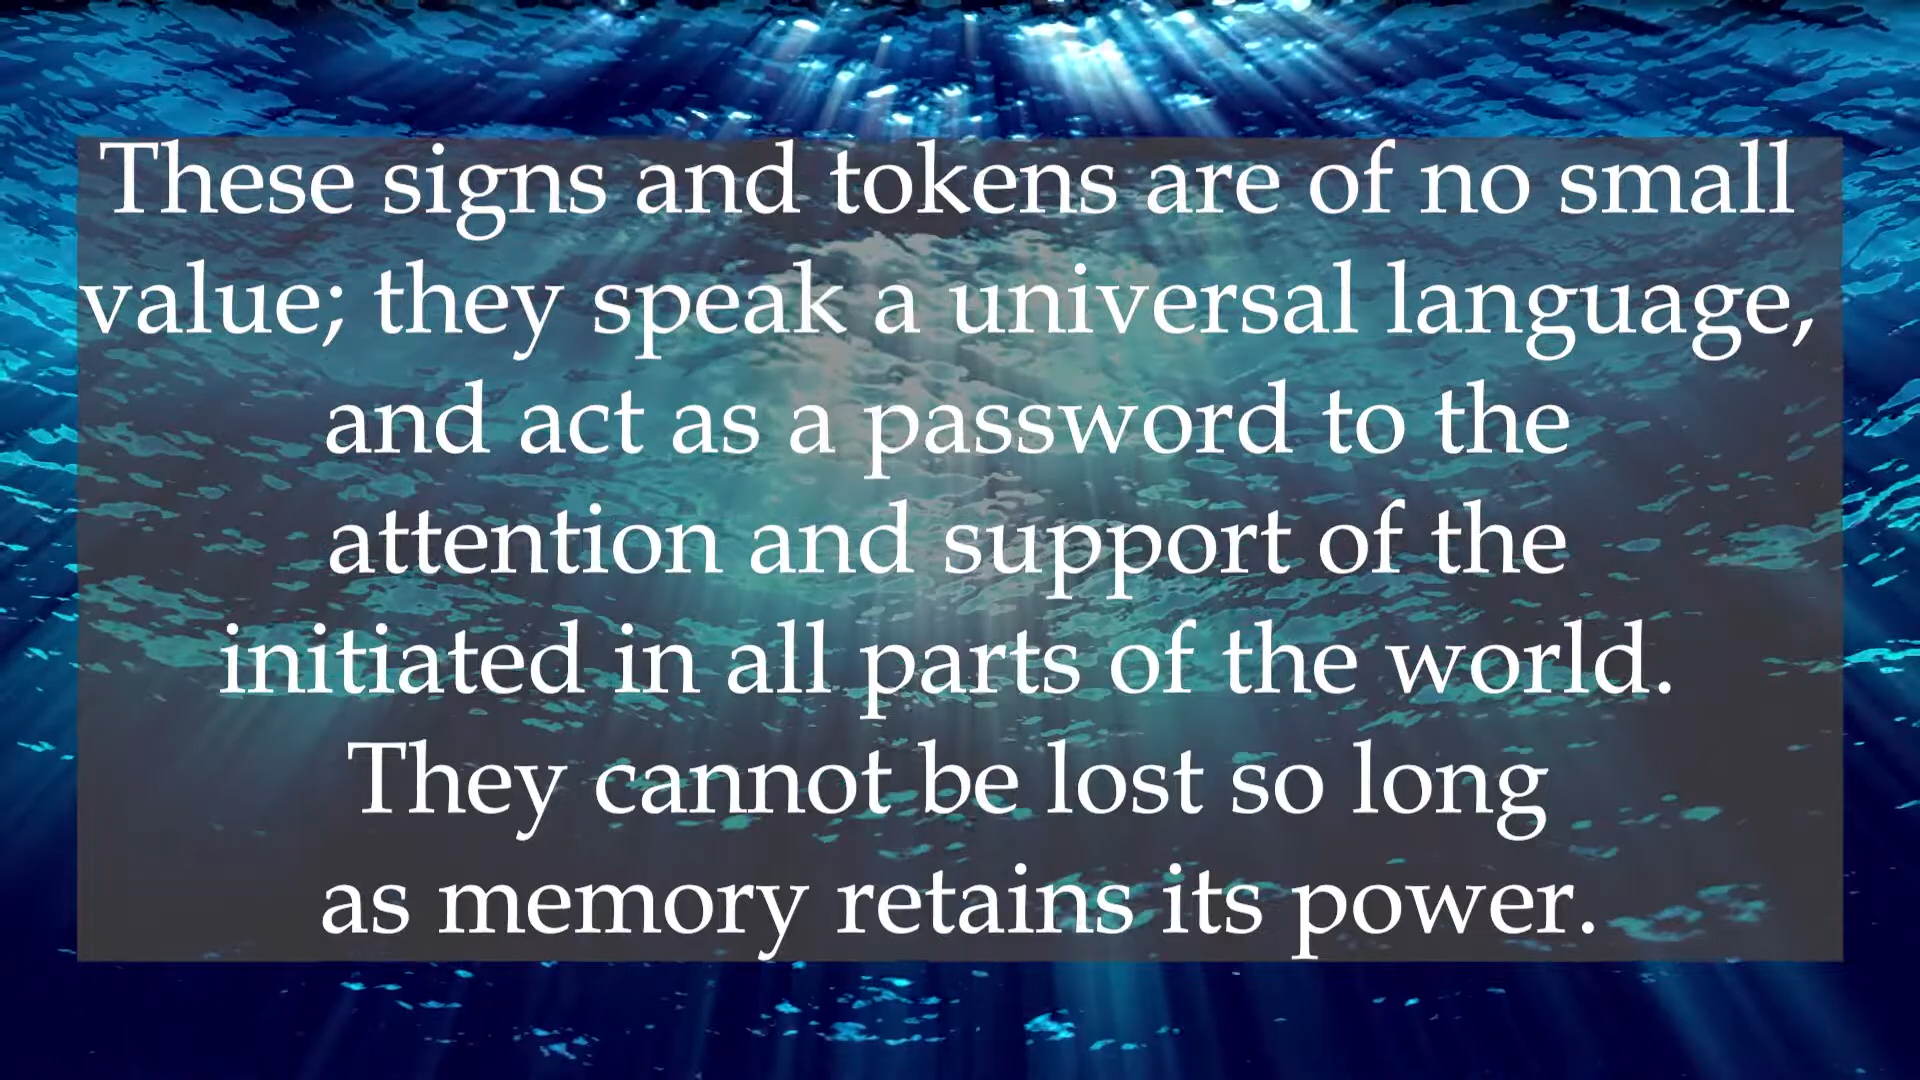 These signs and tokens are of no small
value; they speak a universal language,
and act as a password to the
attention and support of the
initiated in all parts of the world.
They cannot be lost so long
as memory retains its power.